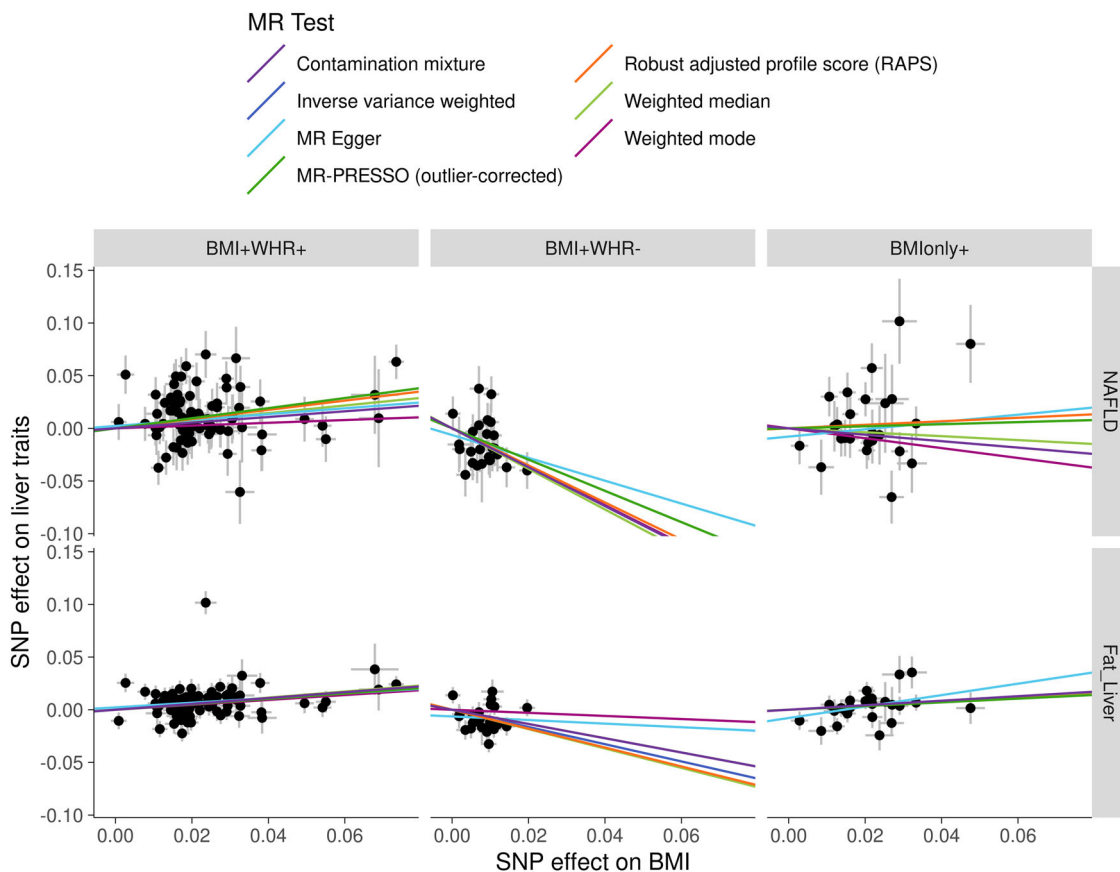 MR Test
Contamination mixture
Robust adjusted profile score (RAPS)
Inverse variance weighted
Weighted median
MR Egger
Weighted mode
MR-PRESSO (outlier-corrected)
BMI+WHR+
BMI+WHR-
BMIonly+
0.15
0.10
0.05
0.00
-0.05
-0.10
NAFLD
0.15
0.10
0.05
0.00
-0.05
-0.10
Fat_Liver
SNP effect on liver traits
0.00 0.02 0.04 0.06
0.00 0.02 0.04 0.06
0.00 0.02 0.04 0.06
SNP effect on BMI